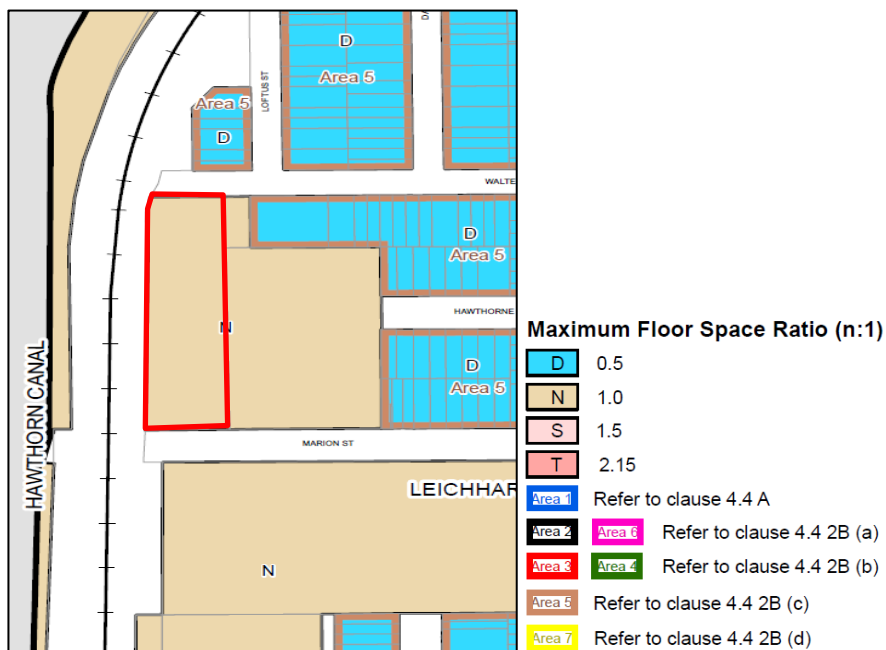 D
Area 5
DA
LOFTUS ST
Area 5
D
WALTE
D
Area 5
N
HAWTHORNE
D
Area 5
HAWTHORN CANAL
MARION ST
LEICHHAR
N
Maximum Floor Space Ratio (n:1)
D 0.5
N 1.0
S 1.5
T 2.15
Area 1 Refer to clause 4.4 A
Area 2 Area 6 Refer to clause 4.4 2B (a)
Area 3 Area 4 Refer to clause 4.4 2B (b)
Area 5 Refer to clause 4.4 2B (c)
Area 7 Refer to clause 4.4 2B (d)